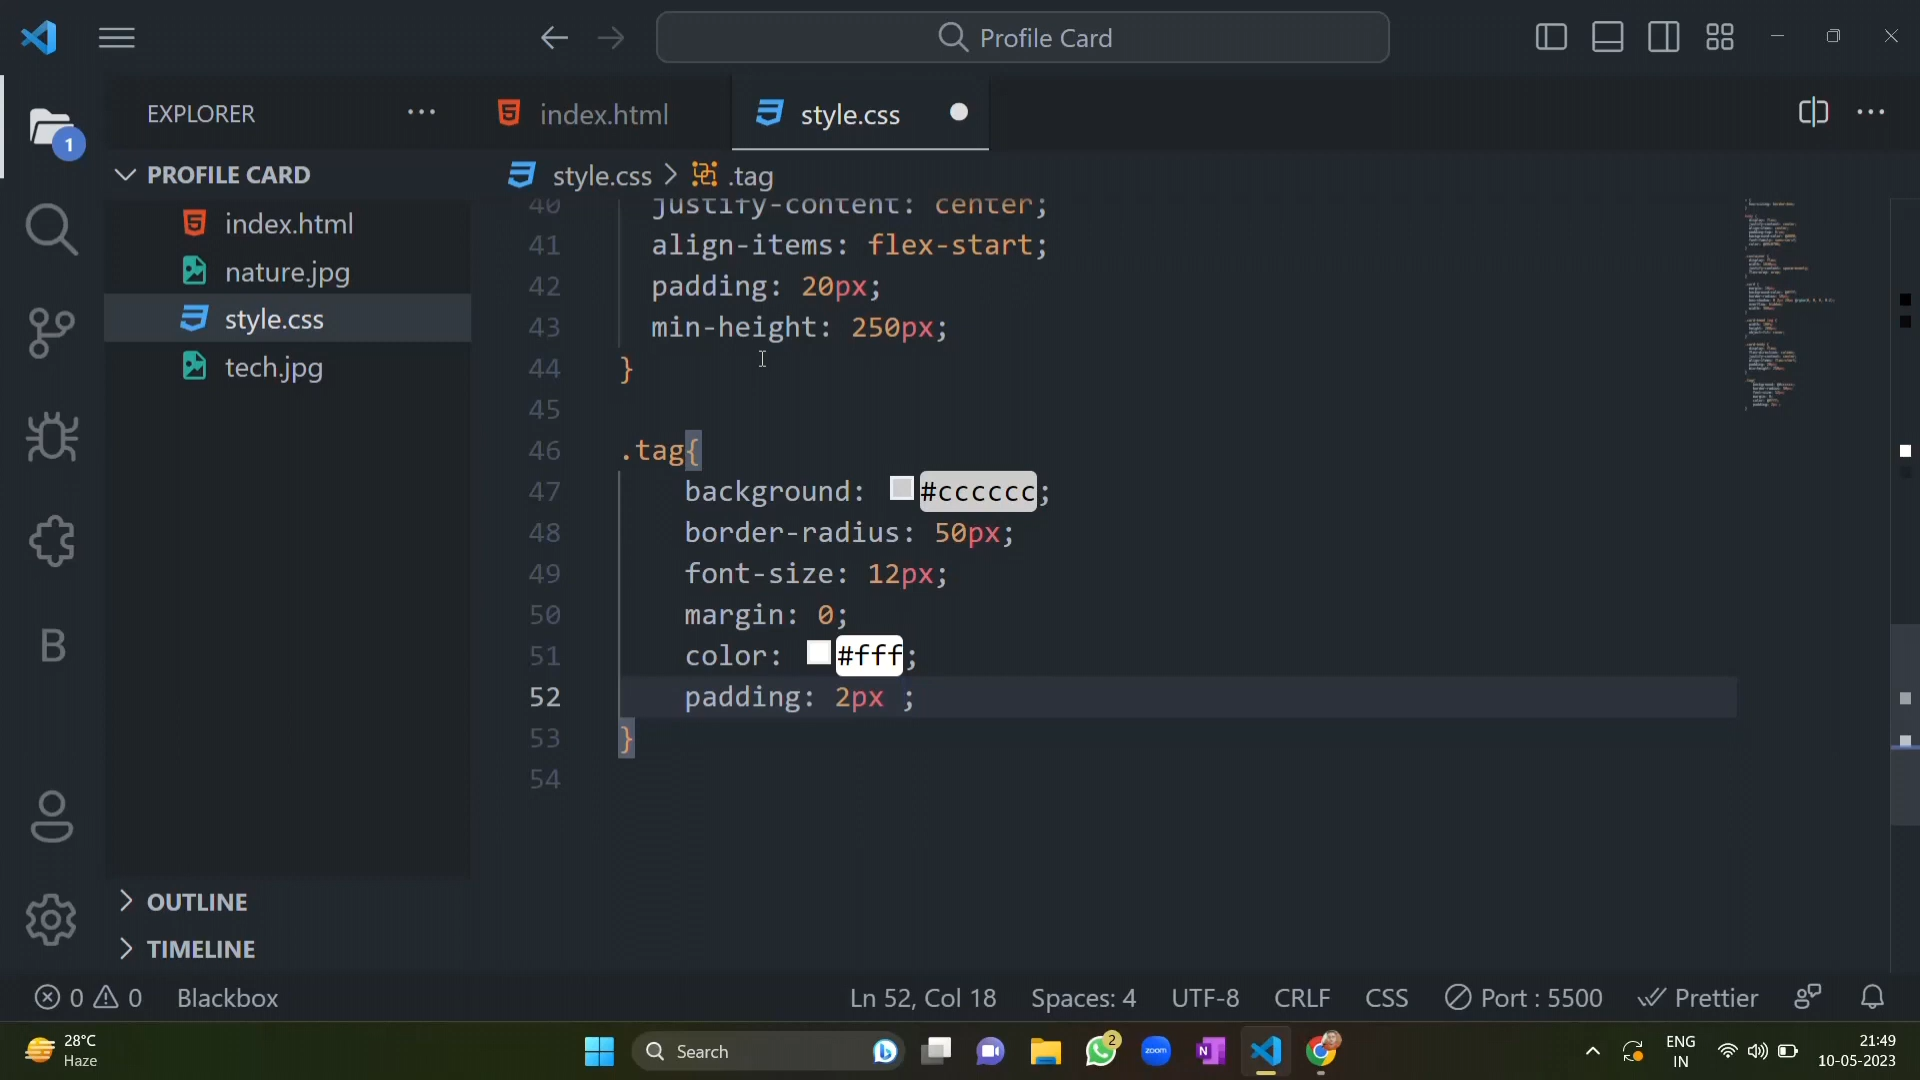 Profile Card
EXPLORER
index.html
style.css
1
PROFILE CARD
style.css > .tag
index.html
nature.jpg
style.css
tech.jpg
40 justify-content: center;
41 align-items: flex-start;
42 padding: 20px;
43 min-height: 250px;
44 }
45
46 .tag{
47 background: #cccccc;
48 border-radius: 50px;
49 font-size: 12px;
50 margin: 0;
51 color: #fff;
52 padding: 2px ;
53 }
54
B
OUTLINE
TIMELINE
0 0 Blackbox Ln 52, Col 18 Spaces: 4 UTF-8 CRLF CSS Port : 5500 Prettier
28°C
Haze
Search
2
zoom
N
ENG
IN
21:49
10-05-2023